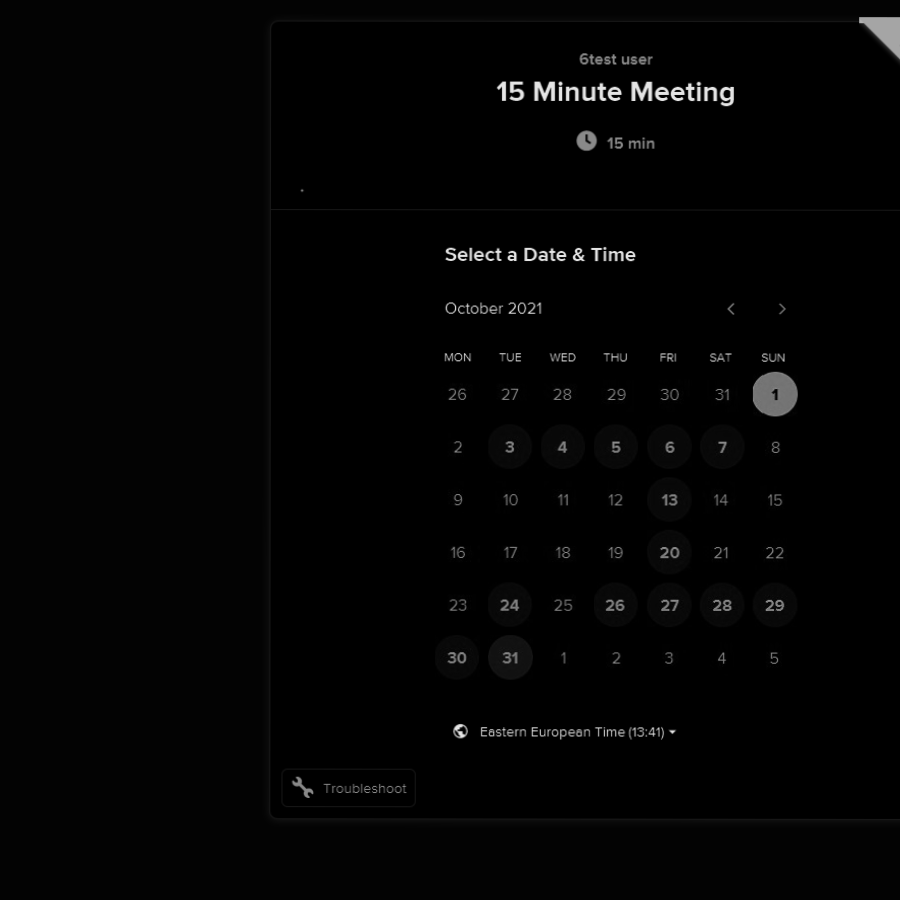 6test user
15 Minute Meeting
15 min
Select a Date & Time
October 2021
MON TUE WED THU FRI SAT SUN
26 27 28 29 30 31 1
2 3 4 5 6 7 8
9 10 11 12 13 14 15
16 17 18 19 20 21 22
23 24 25 26 27 28 29
30 31 1 2 3 4 5
Eastern European Time (13:41)
Troubleshoot